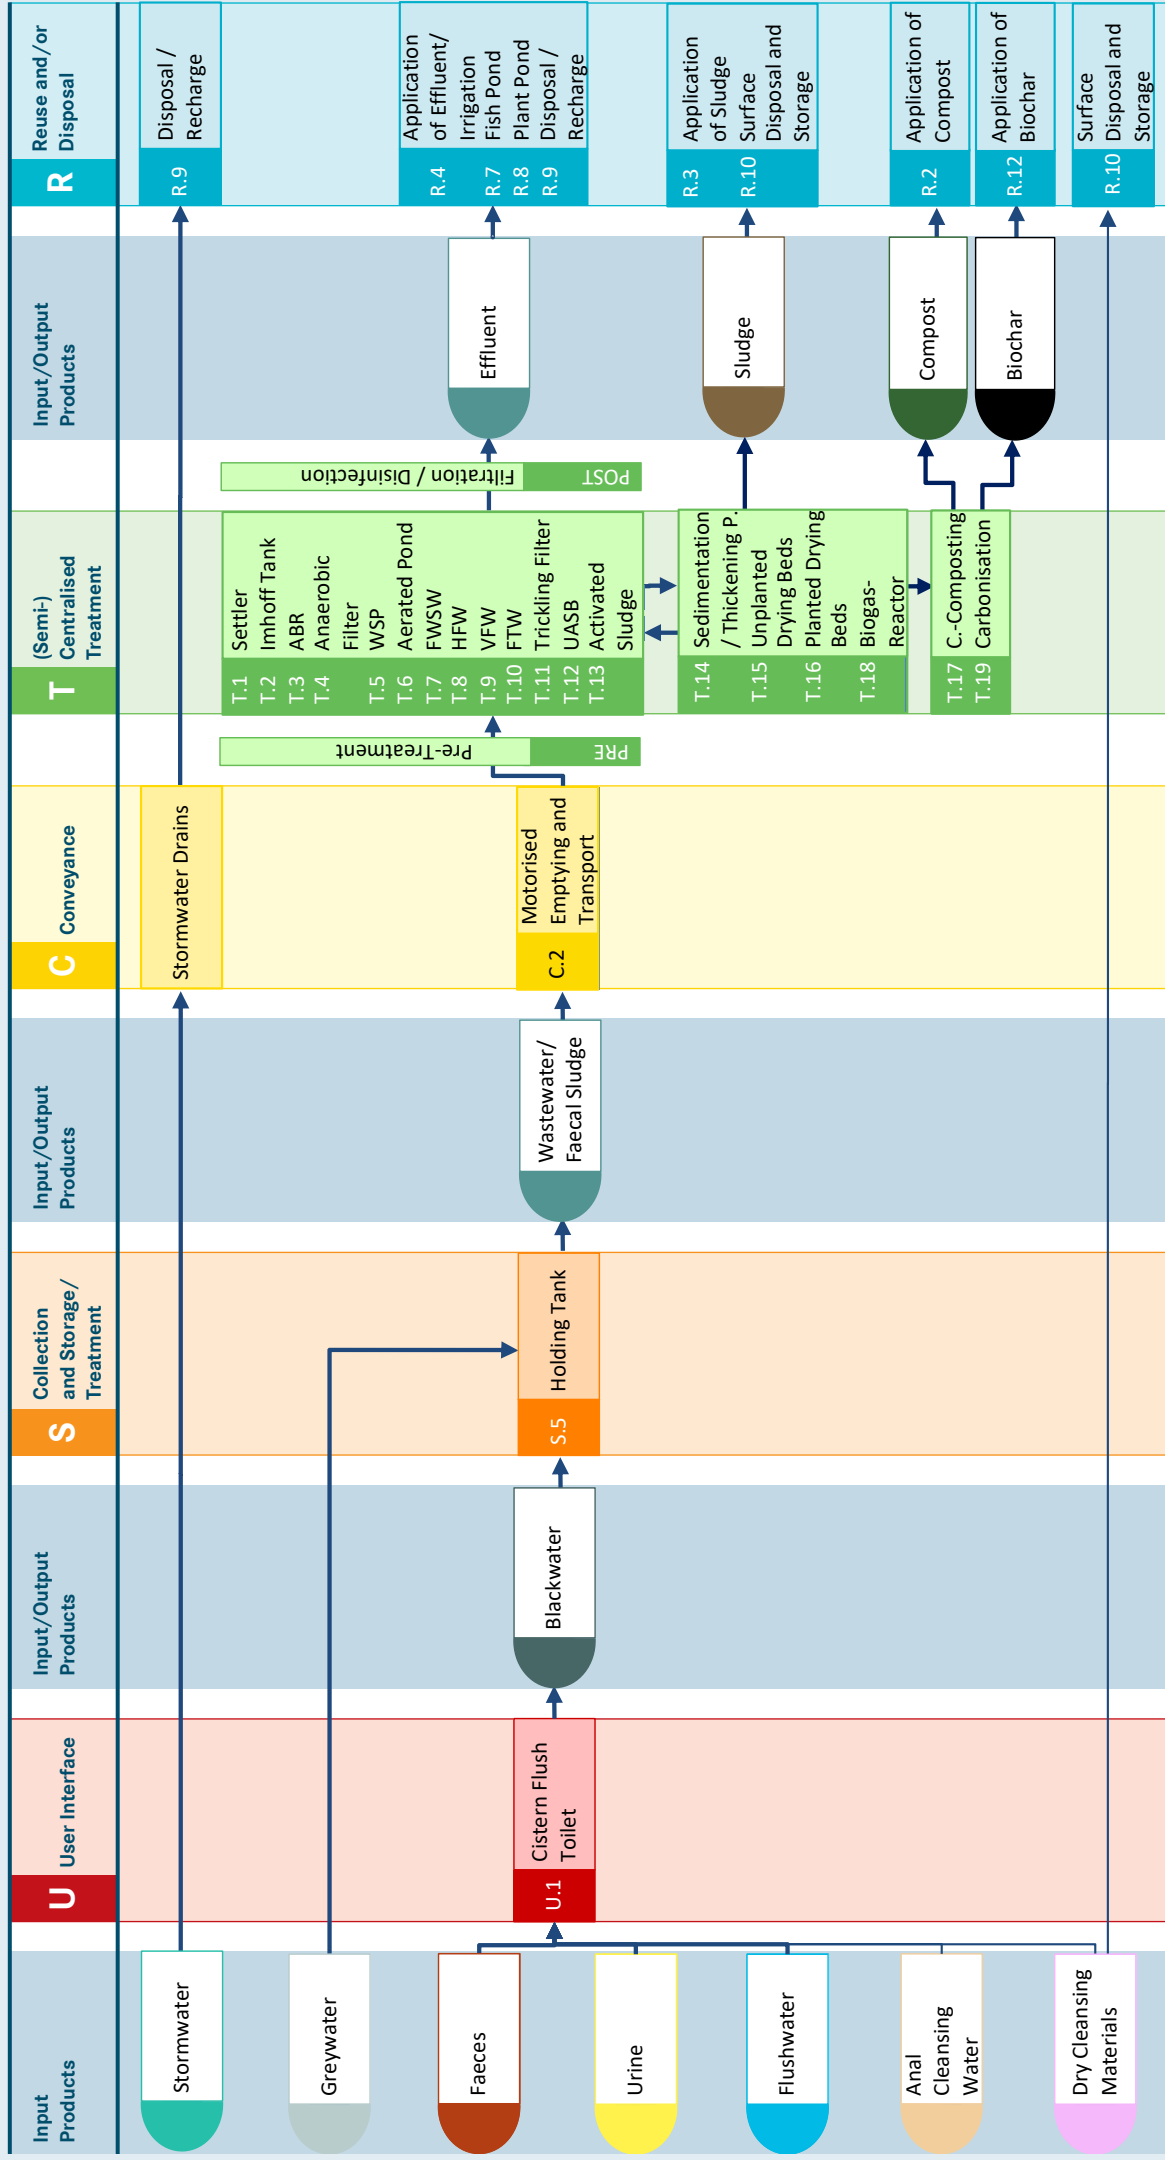 Input
Products
U
User Interface
Input/Output
Products
S
Collection
and Storage/
Treatment
Input/Output
Products
C
Conveyance
T
(Semi-)
Centralised
Treatment
Input/Output
Products
R
Reuse and/or
Disposal
Stormwater
Stormwater Drains
R.9
Disposal /
Recharge
Greywater
Faeces
Urine
Flushwater
Anal
Cleansing
Water
Dry Cleansing
Materials
U.1
Cistern Flush
Toilet
Blackwater
S.5
Holding Tank
Wastewater/
Faecal Sludge
C.2
Motorised
Emptying and
Transport
PRE
Pre-Treatment
T.1 Settler
T.2 Imhoff Tank
T.3 ABR
T.4 Anaerobic
Filter
T.5 WSP
T.6 Aerated Pond
T.7 FWSW
T.8 HFW
T.9 VFW
T.10 FTW
T.11 Trickling Filter
T.12 UASB
T.13 Activated
Sludge
POST
Filtration / Disinfection
T.14 Sedimentation
/ Thickening P.
T.15 Unplanted
Drying Beds
T.16 Planted Drying
Beds
T.18 Biogas-
Reactor
T.17 C.-Composting
T.19 Carbonisation
Effluent
Sludge
Compost
Biochar
R.4 Application
of Effluent/
Irrigation
R.7 Fish Pond
R.8 Plant Pond
R.9 Disposal /
Recharge
R.3 Application
of Sludge
R.10 Surface
Disposal and
Storage
R.2 Application of
Compost
R.12 Application of
Biochar
R.10 Surface
Disposal and
Storage